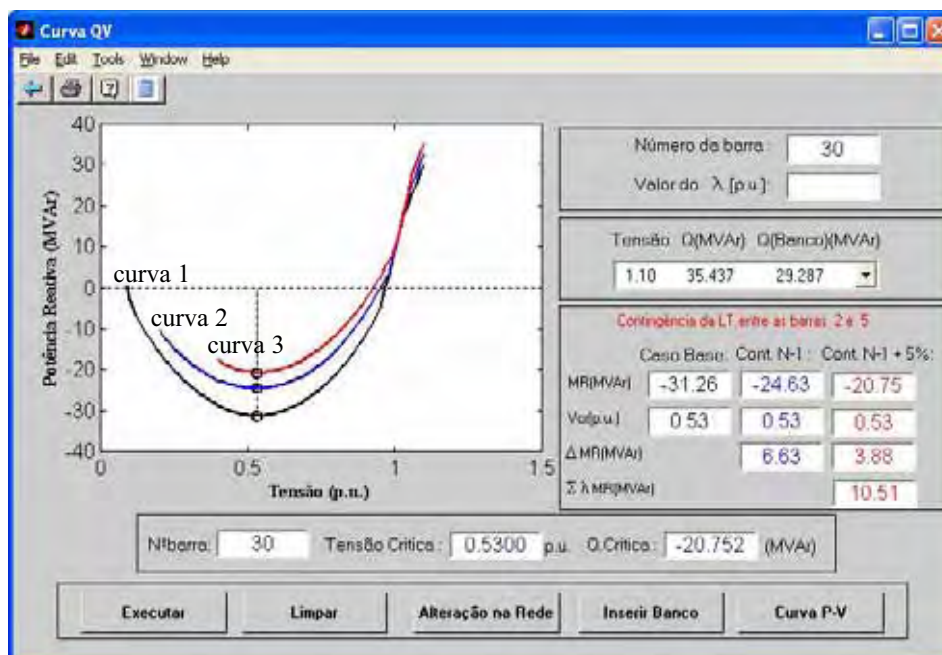 Curva QV
File Edit Tools Window Help
40
30
20
10
0
-10
-20
-30
-40
0
0.5
1
1.5
Potência Reativa (MVAr)
Tensão (p.u.)
curva 1
curva 2
curva 3
Número da barra : 30
Valor do λ [p.u.]:
Tensão Q(MVAr) Q(Banco)(MVAr)
1.10 35.437 29.287
Contingência da LT entre as barras 2 e 5
Caso Base: Cont. N-1 : Cont. N-1 + 5%:
MR(MVAr) -31.26 -24.63 -20.75
Vc(p.u.) 0.53 0.53 0.53
Δ MR(MVAr) 6.63 3.88
Σ λ MR(MVAr) 10.51
Nºbarra: 30 Tensão Crítica : 0.5300 p.u. Q.Crítica : -20.752 (MVAr)
Executar Limpar Alteração na Rede Inserir Banco Curva P-V